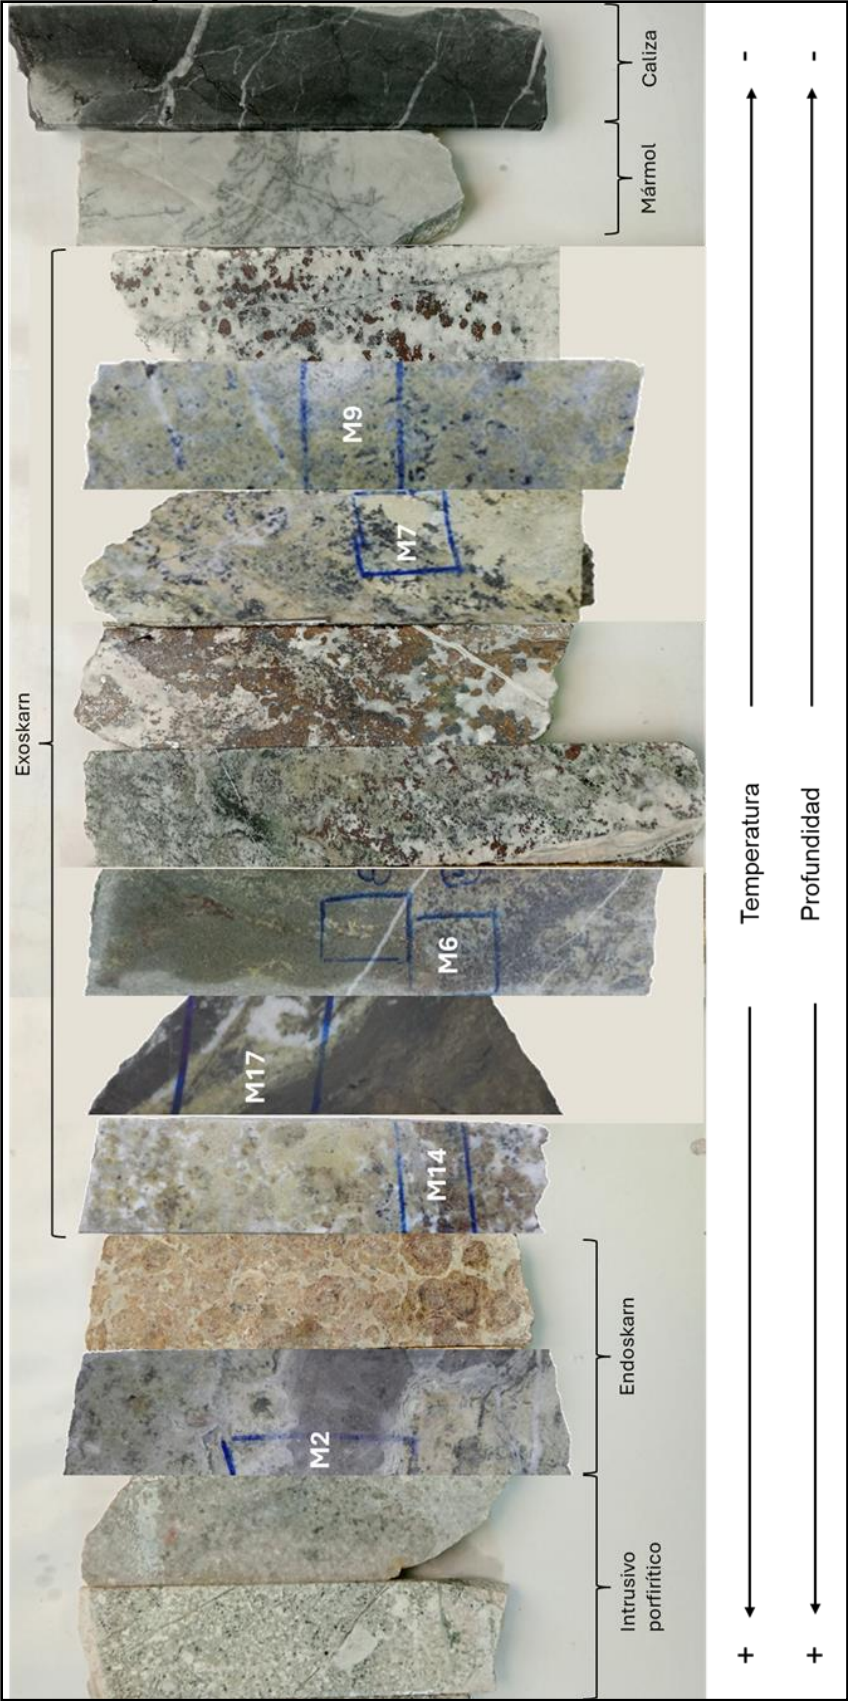 Caliza
Mármol
Exoskarn
M9
M7
M6
M17
M14
Endoskarn
M2
Intrusivo
porfirítico
-
-
Temperatura
Profundidad
+
+